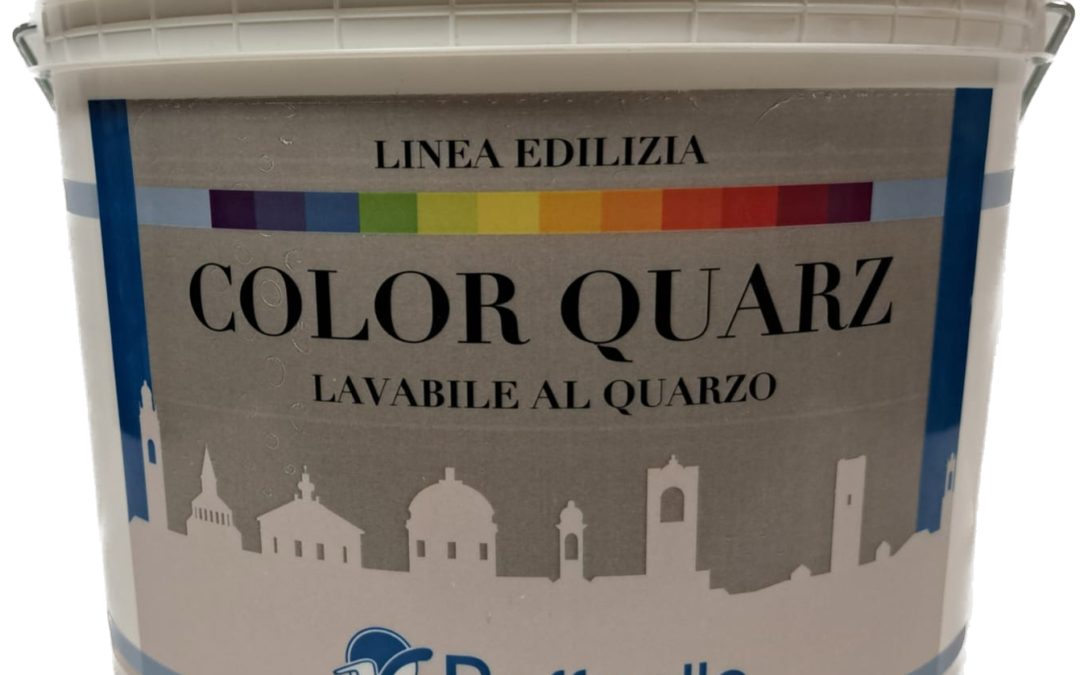 LINEA EDILIZIA
COLOR QUARZ
LAVABILE AL QUARZO